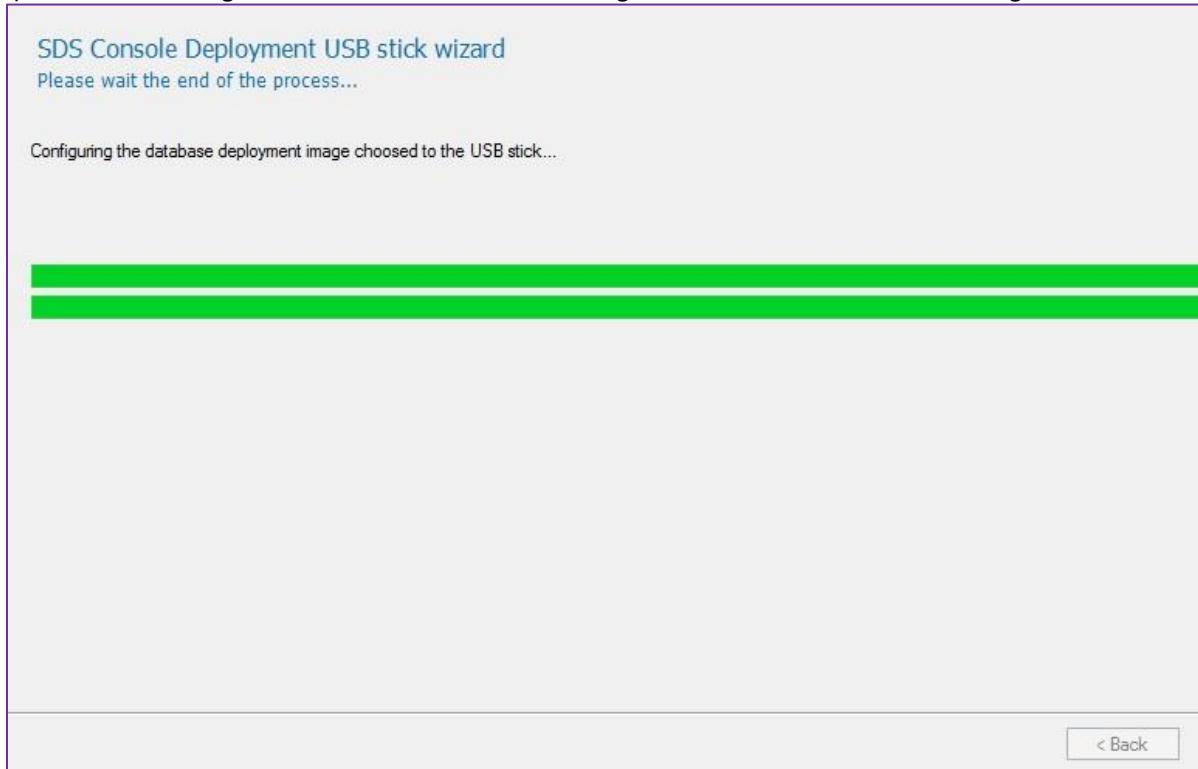 SDS Console Deployment USB stick wizard
Please wait the end of the process...
Configuring the database deployment image choosed to the USB stick...
< Back